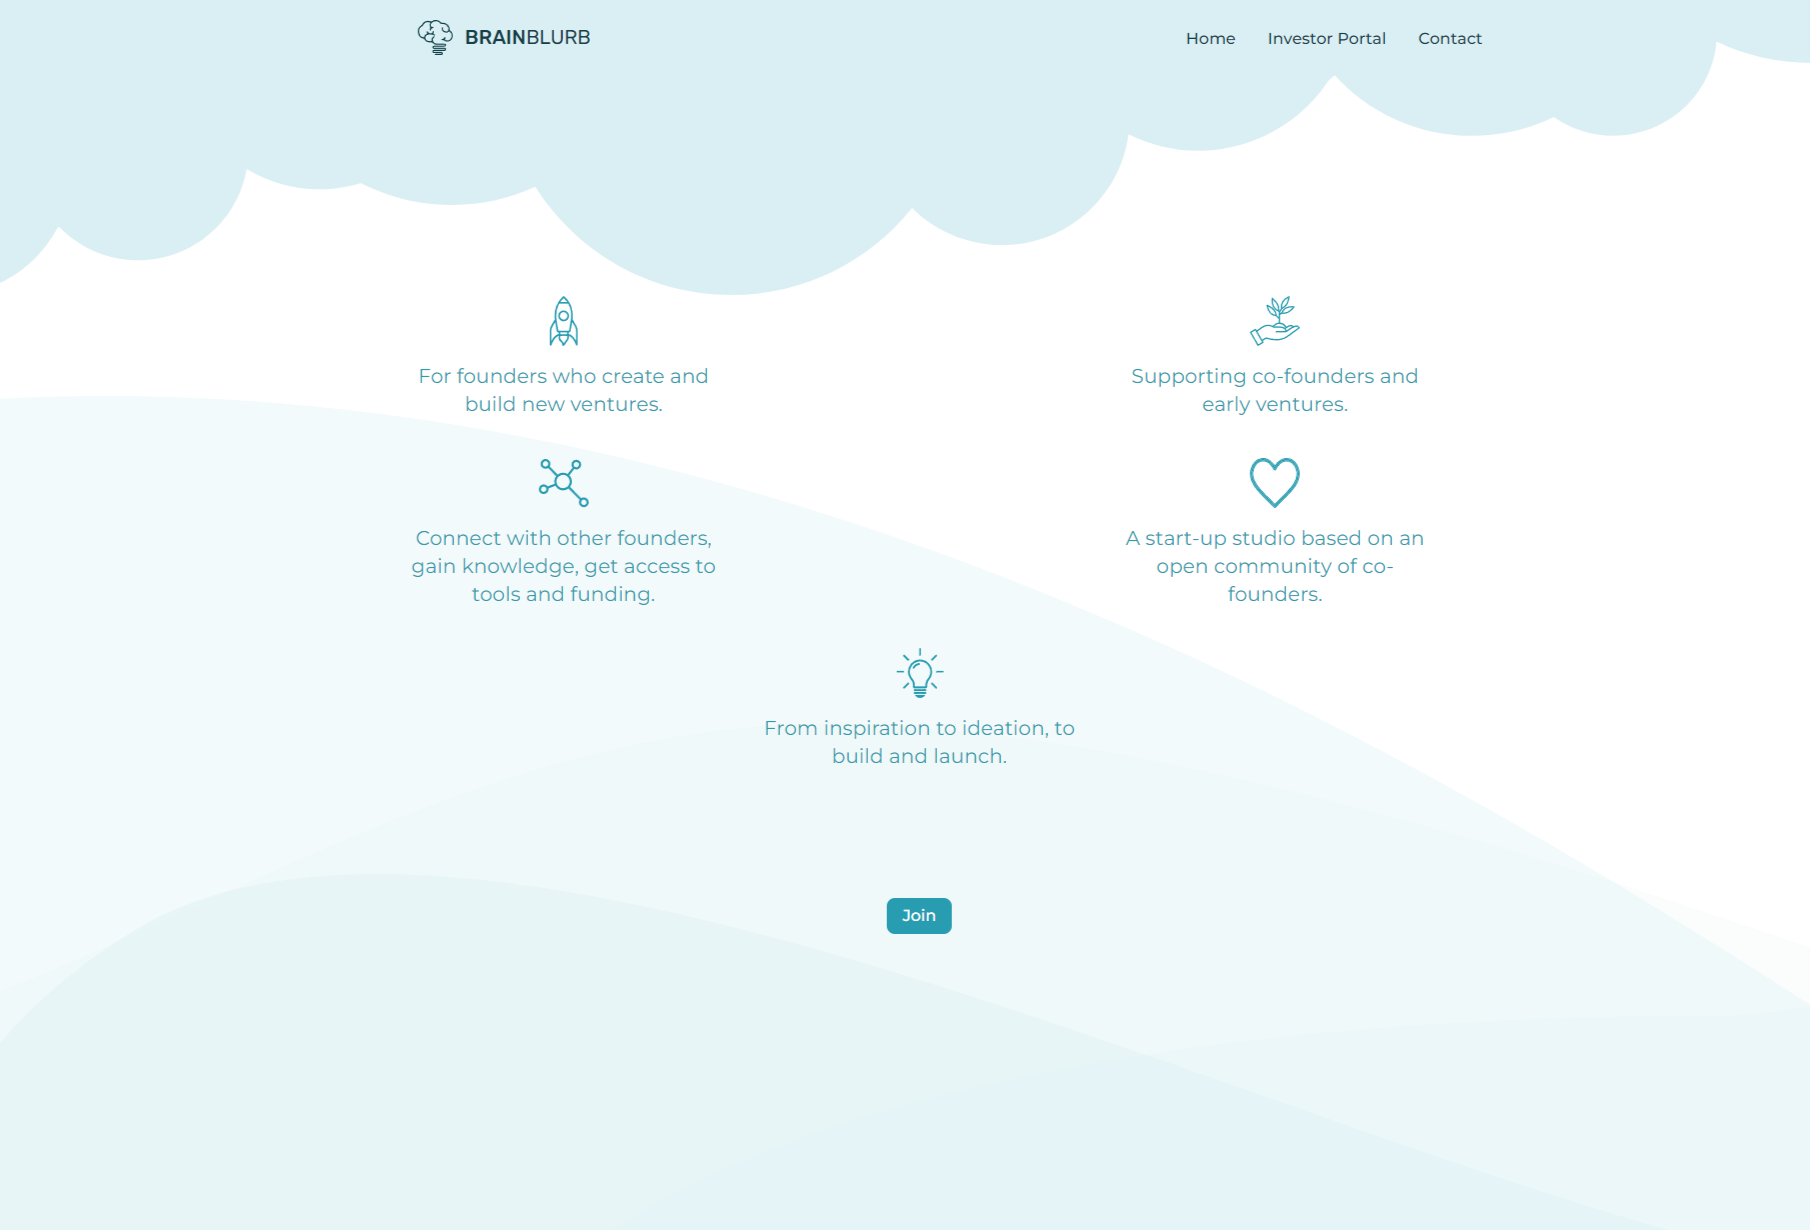 BRAINBLURB
Home
Investor Portal
Contact
For founders who create and
build new ventures.
Supporting co-founders and
early ventures.
Connect with other founders,
gain knowledge, get access to
tools and funding.
A start-up studio based on an
open community of co-
founders.
From inspiration to ideation, to
build and launch.
Join